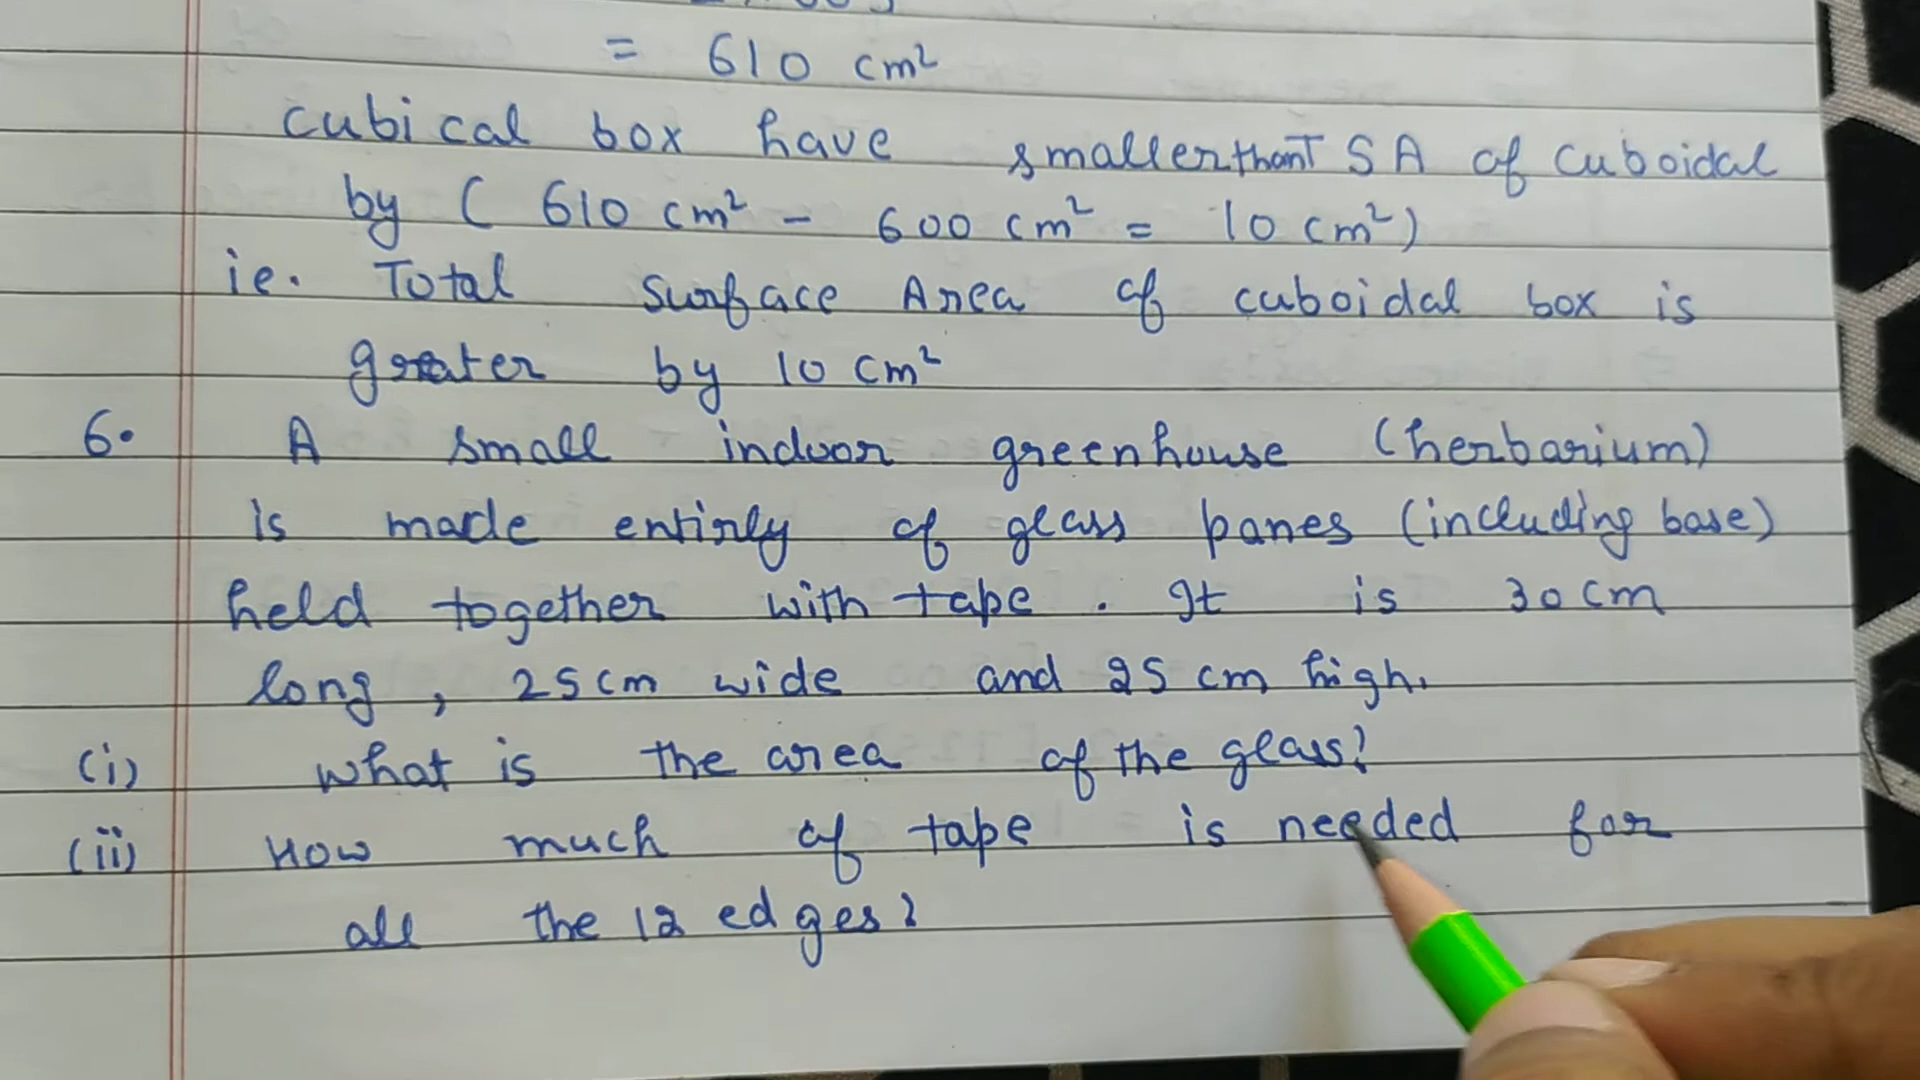 = 610 cm²
cubical box have smaller than TSA of cuboidal
by ( 610 cm² - 600 cm² = 10 cm²)
ie. Total surface Area of cuboidal box is
greater by 10 cm²
6. A small indoor greenhouse (herbarium)
is made entirly of glass panes (including base)
held together with tape. It is 30 cm
long, 25 cm wide and 25 cm high.
(i) what is the area of the glass?
(ii) How much of tape is needed for
all the 12 edges?